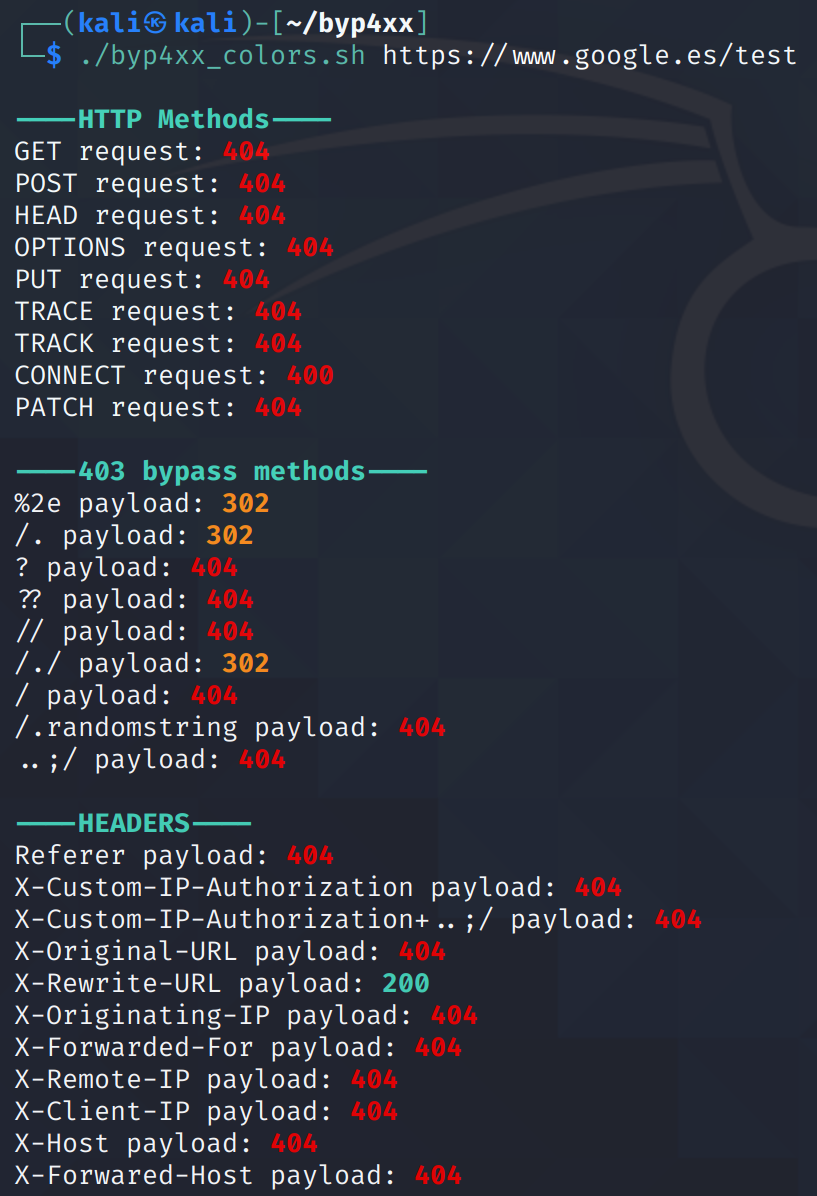 ┌──(kali㉿kali)-[~/byp4xx]
└─$ ./byp4xx_colors.sh https://www.google.es/test
────HTTP Methods────
GET request: 404
POST request: 404
HEAD request: 404
OPTIONS request: 404
PUT request: 404
TRACE request: 404
TRACK request: 404
CONNECT request: 400
PATCH request: 404
────403 bypass methods────
%2e payload: 302
/. payload: 302
? payload: 404
?? payload: 404
// payload: 404
/./ payload: 302
/ payload: 404
/.randomstring payload: 404
..;/ payload: 404
────HEADERS────
Referer payload: 404
X-Custom-IP-Authorization payload: 404
X-Custom-IP-Authorization+..;/ payload: 404
X-Original-URL payload: 404
X-Rewrite-URL payload: 200
X-Originating-IP payload: 404
X-Forwarded-For payload: 404
X-Remote-IP payload: 404
X-Client-IP payload: 404
X-Host payload: 404
X-Forwared-Host payload: 404